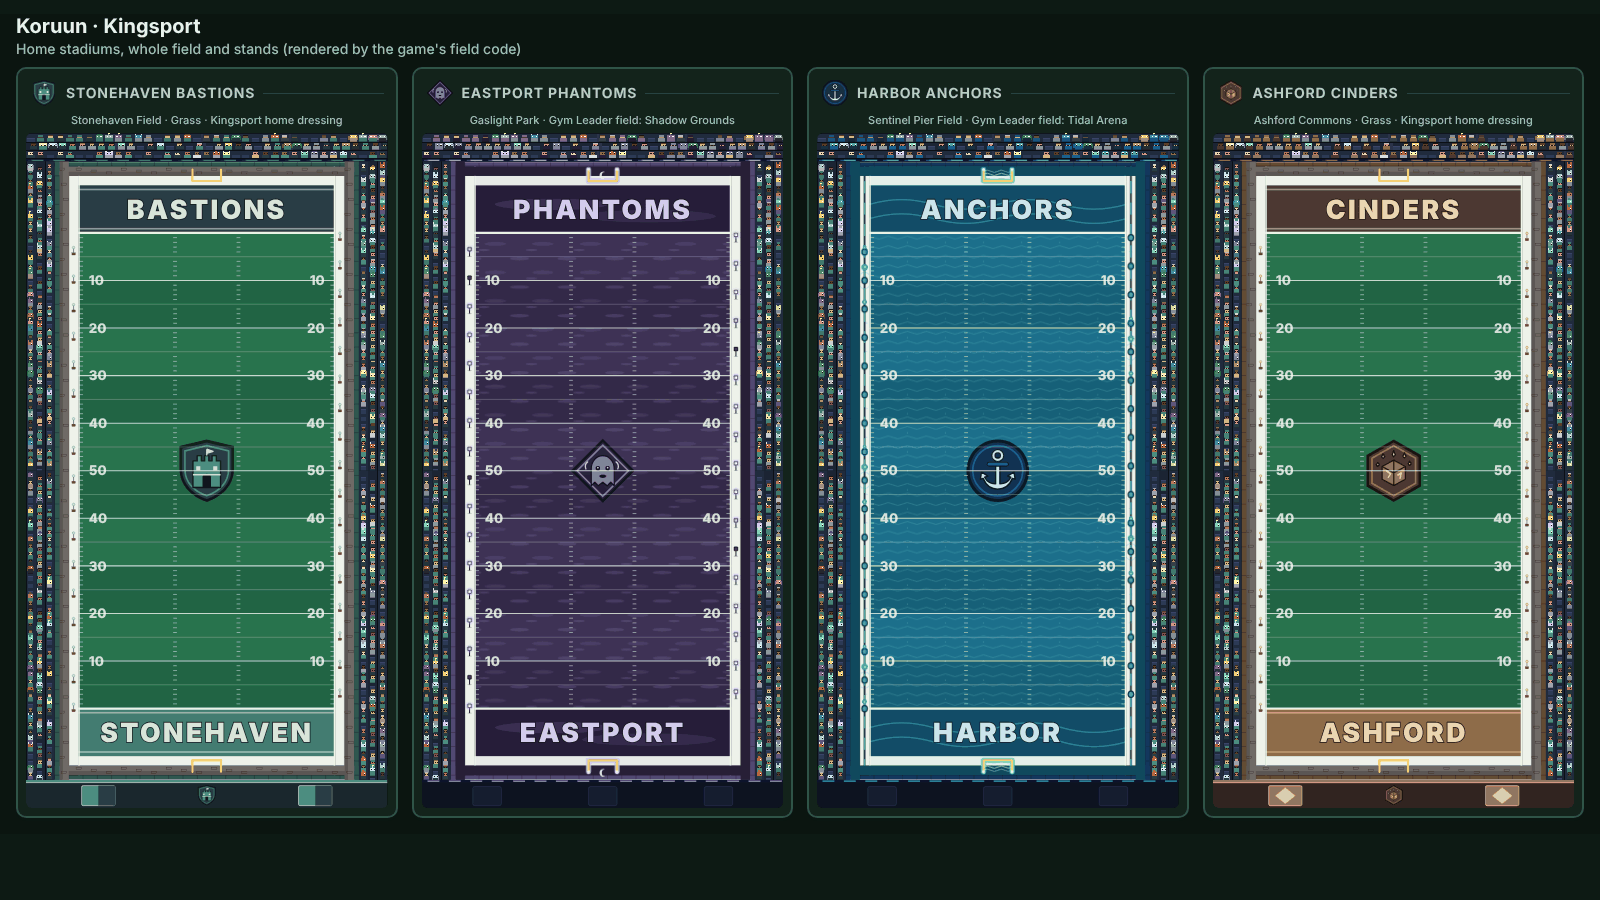 Koruun · Kingsport
Home stadiums, whole field and stands (rendered by the game's field code)
STONEHAVEN BASTIONS
Stonehaven Field · Grass · Kingsport home dressing
BASTIONS
10 10
20 20
30 30
40 40
50 50
40 40
30 30
20 20
10 10
STONEHAVEN
EASTPORT PHANTOMS
Gaslight Park · Gym Leader field: Shadow Grounds
PHANTOMS
10 10
20 20
30 30
40 40
50 50
40 40
30 30
20 20
10 10
EASTPORT
HARBOR ANCHORS
Sentinel Pier Field · Gym Leader field: Tidal Arena
ANCHORS
10 10
20 20
30 30
40 40
50 50
40 40
30 30
20 20
10 10
HARBOR
ASHFORD CINDERS
Ashford Commons · Grass · Kingsport home dressing
CINDERS
10 10
20 20
30 30
40 40
50 50
40 40
30 30
20 20
10 10
ASHFORD